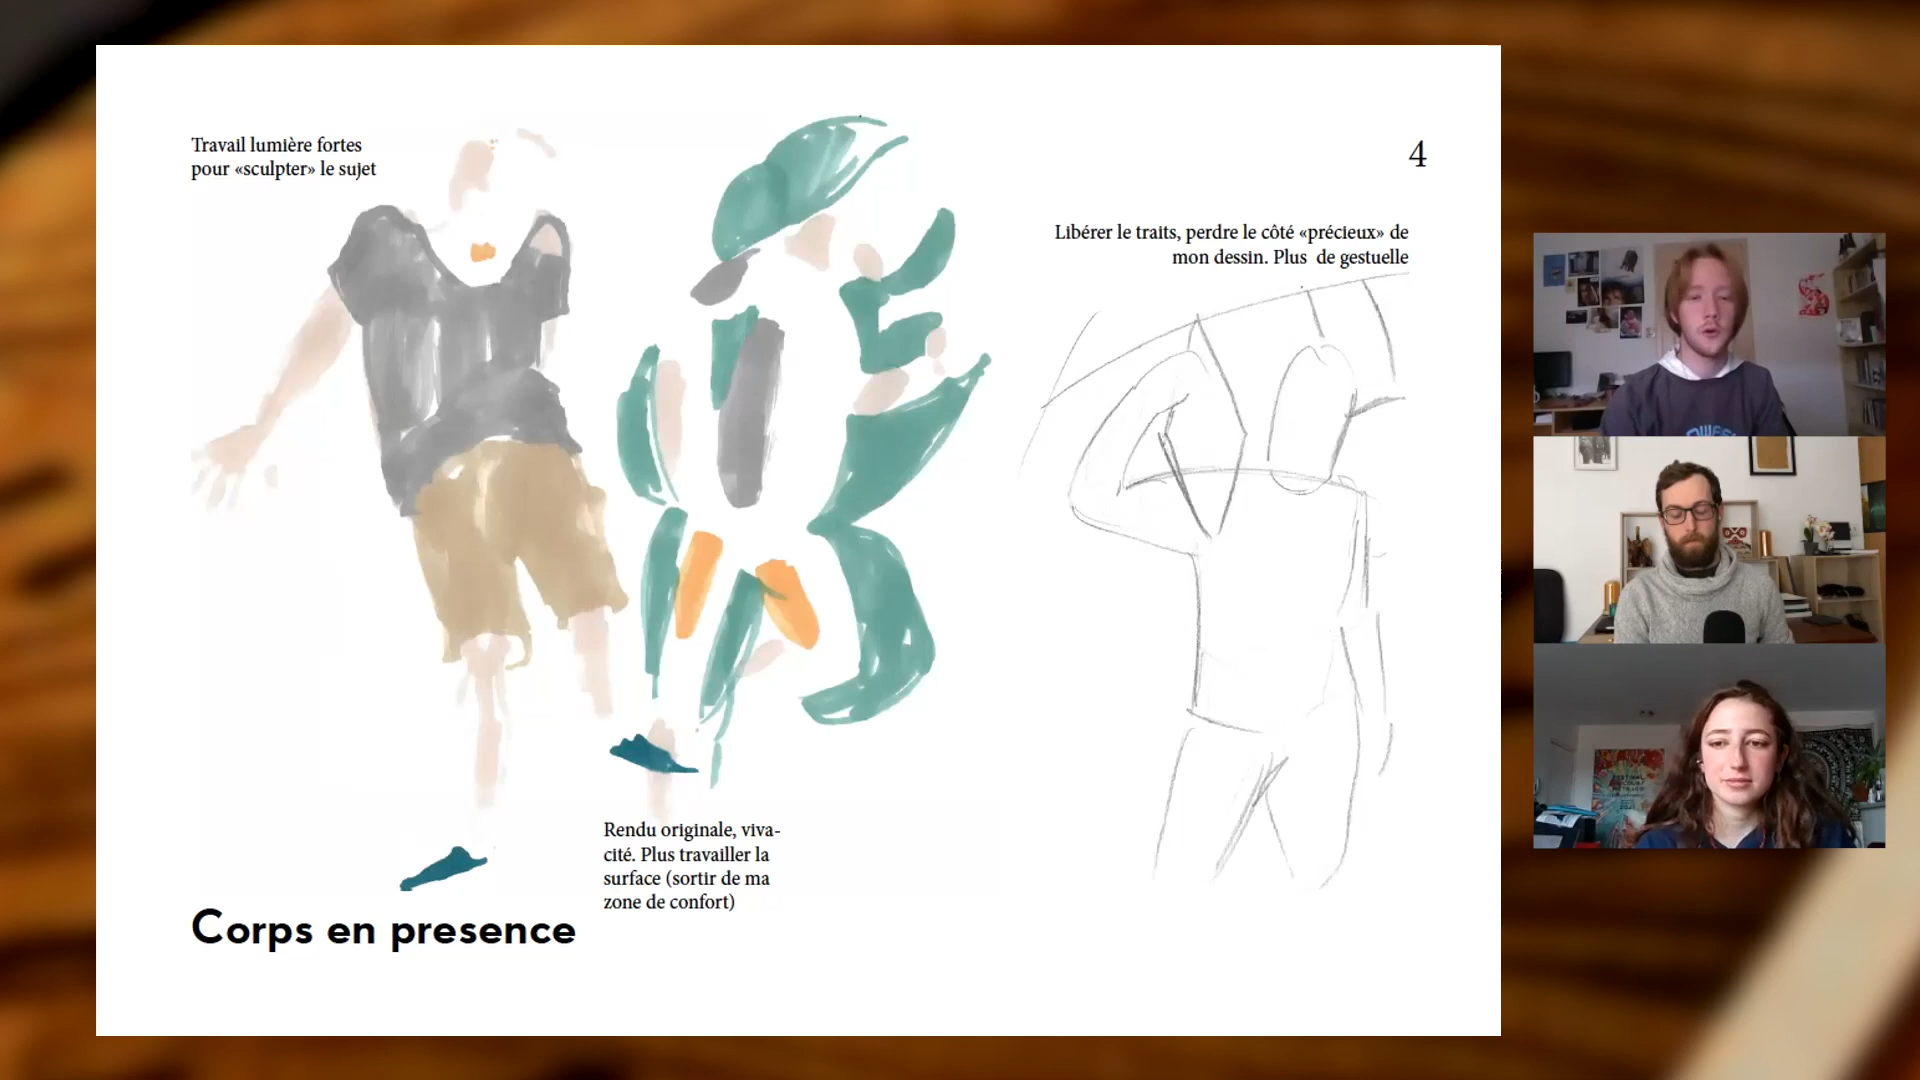 Travail lumière fortes
pour «sculpter» le sujet
4
Libérer le traits, perdre le côté «précieux» de
mon dessin. Plus de gestuelle
Rendu originale, viva-
cité. Plus travailler la
surface (sortir de ma
zone de confort)
Corps en presence
FESTIVAL